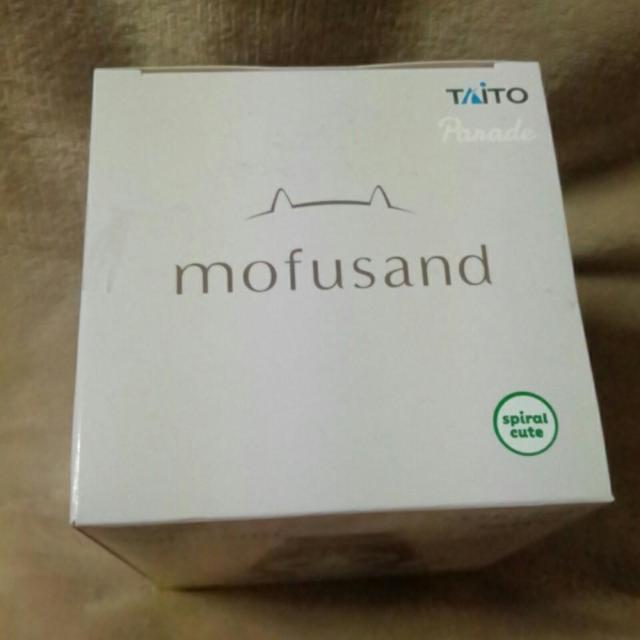 TAITO
Parade
mofusand
spiral
cute